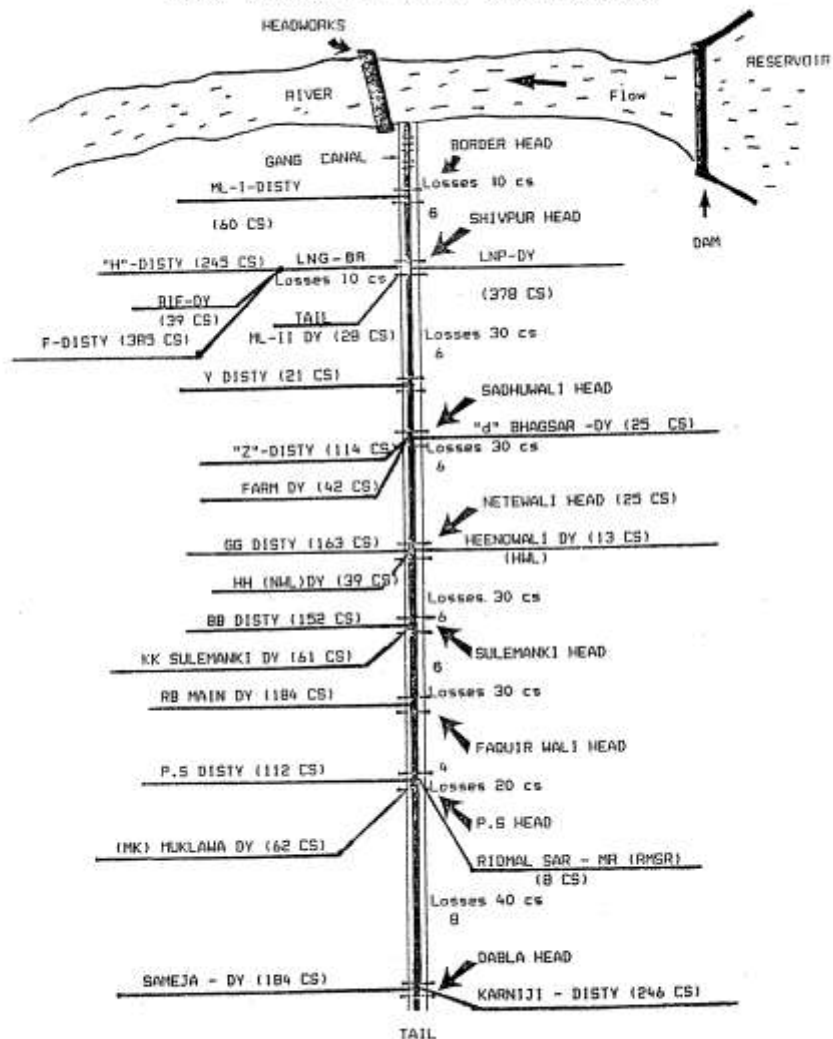 HEADWORKS
RESERVOIR
RIVER
Flow
GANG CANAL
BORDER HEAD
ML-I-DISTY
Losses 10 cs
(60 CS)
6
SHIVPUR HEAD
DAM
"H"-DISTY (245 CS)
LNG-BR
LNP-DY
Losses 10 cs
BIF-DY
(39 CS)
(378 CS)
TAIL
F-DISTY (385 CS)
ML-II DY (28 CS)
Losses 30 cs
6
Y DISTY (21 CS)
SADHUWALI HEAD
"d" BHAGSAR -DY (25 CS)
"Z"-DISTY (114 CS)
Losses 30 cs
6
FARM DY (42 CS)
NETEWALI HEAD (25 CS)
GG DISTY (163 CS)
HEENOWALI DY (13 CS)
(HWL)
HH (NWL)DY (39 CS)
Losses 30 cs
BB DISTY (152 CS)
6
KK SULEMANKI DY (61 CS)
SULEMANKI HEAD
6
RB MAIN DY (184 CS)
Losses 30 cs
FAQUIR WALI HEAD
P.S DISTY (112 CS)
4
Losses 20 cs
P.S HEAD
(MK) MUKLAWA DY (62 CS)
RIDMAL SAR - MR (RMSR)
(8 CS)
Losses 40 cs
8
DABLA HEAD
SAMEJA - DY (184 CS)
KARNIJI - DISTY (246 CS)
TAIL